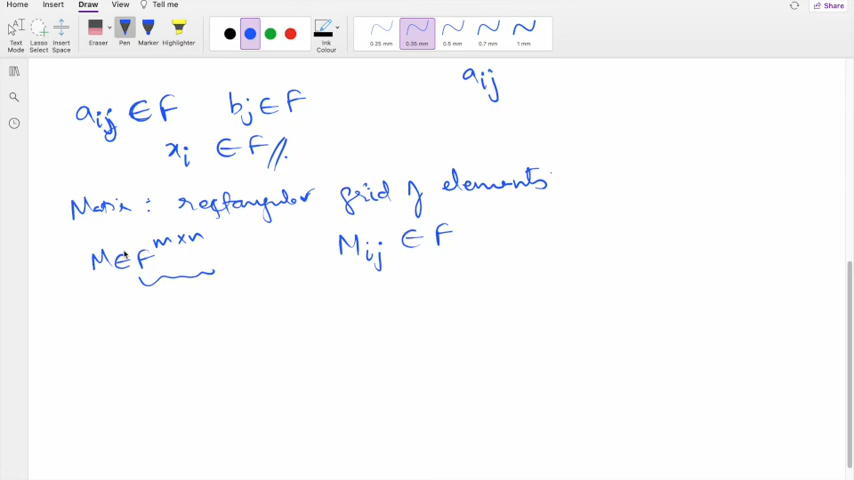 Home Insert Draw View Tell me Share
Text Mode Lasso Select Insert Space Eraser Pen Marker Highlighter Ink Colour 0.25 mm 0.35 mm 0.5 mm 0.7 mm 1 mm
aij
aij ∈ F bj ∈ F
xi ∈ F //.
Matrix : rectangular grid of elements
M ∈ F^m×n Mij ∈ F